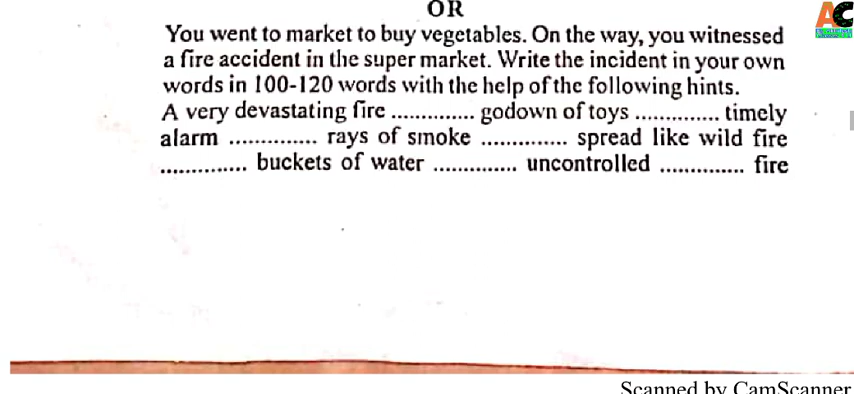 OR
You went to market to buy vegetables. On the way, you witnessed
a fire accident in the super market. Write the incident in your own
words in 100-120 words with the help of the following hints.
A very devastating fire .............. godown of toys .............. timely
alarm .............. rays of smoke .............. spread like wild fire
.............. buckets of water .............. uncontrolled .............. fire
AC
Scanned by CamScanner